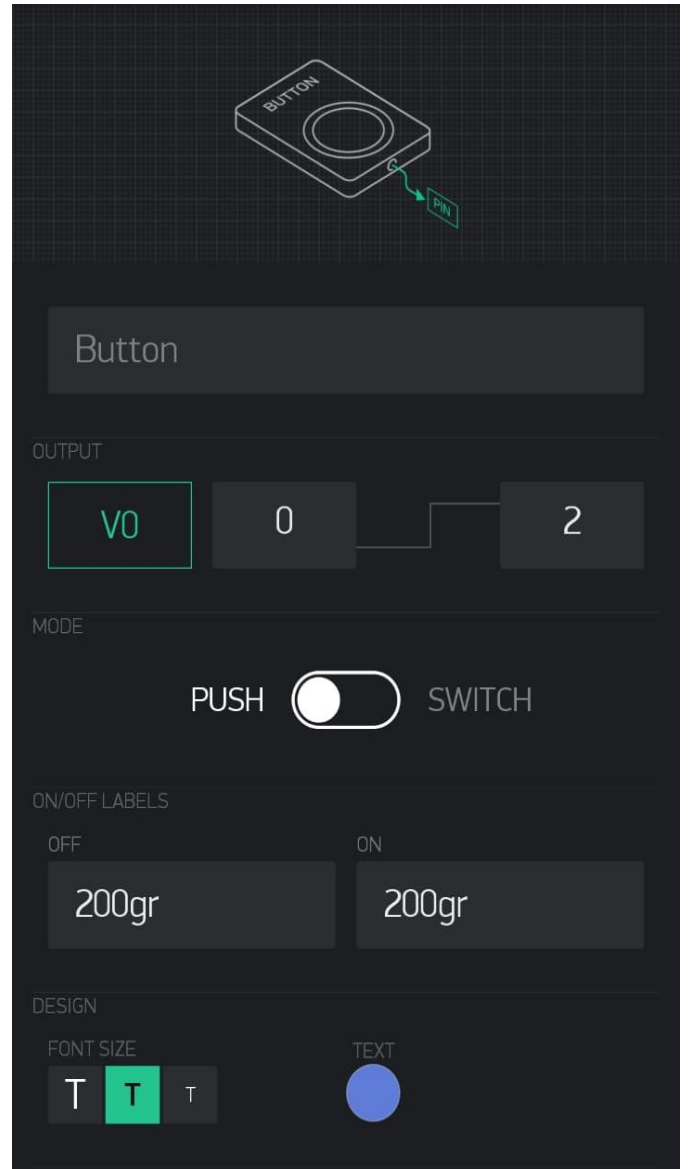 BUTTON
PIN
Button
OUTPUT
V0 0 2
MODE
PUSH SWITCH
ON/OFF LABELS
OFF ON
200gr 200gr
DESIGN
FONT SIZE TEXT
T T T